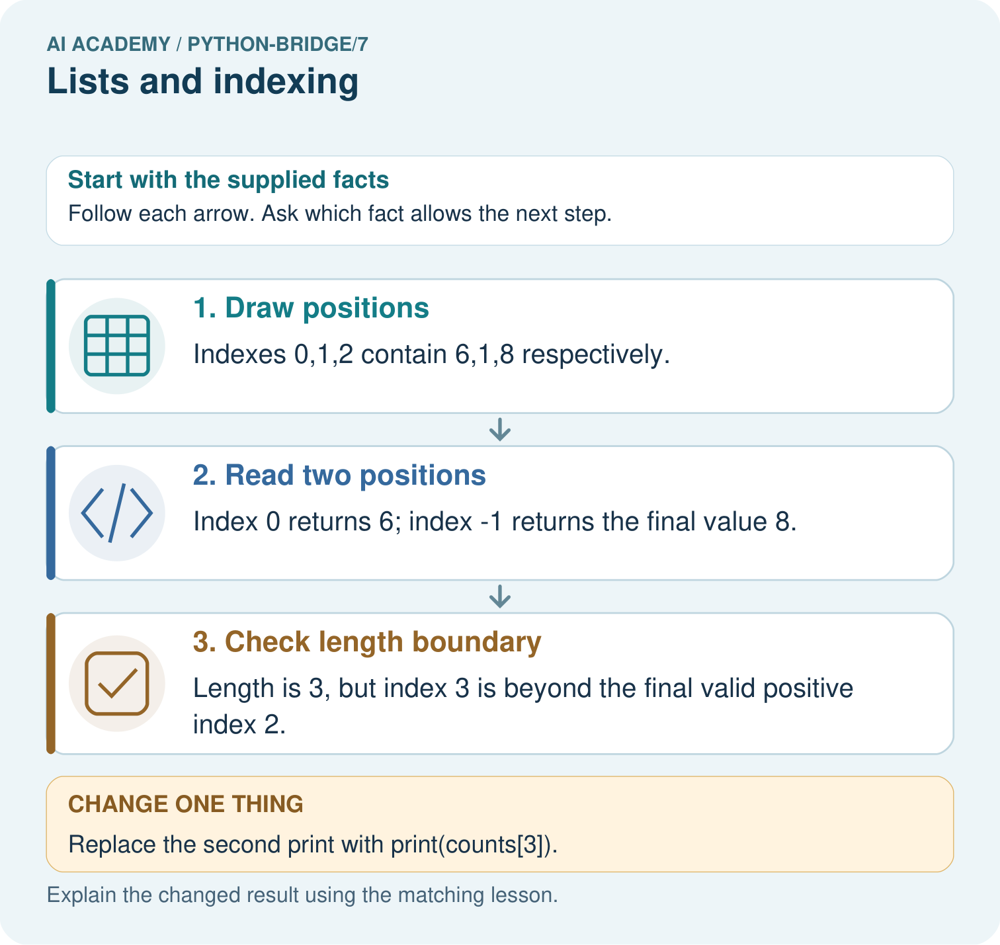 AI ACADEMY / PYTHON-BRIDGE/7
Lists and indexing
Start with the supplied facts
Follow each arrow. Ask which fact allows the next step.
1. Draw positions
Indexes 0,1,2 contain 6,1,8 respectively.
2. Read two positions
Index 0 returns 6; index -1 returns the final value 8.
3. Check length boundary
Length is 3, but index 3 is beyond the final valid positive
index 2.
CHANGE ONE THING
Replace the second print with print(counts[3]).
Explain the changed result using the matching lesson.